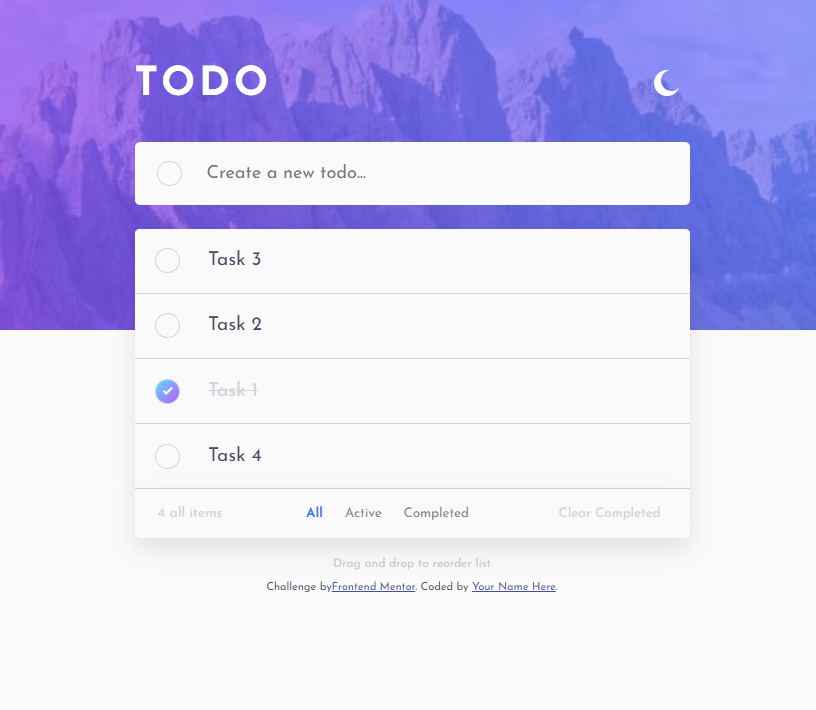 TODO
Create a new todo...
Task 3
Task 2
Task 1
Task 4
4 all items All Active Completed Clear Completed
Drag and drop to reorder list
Challenge byFrontend Mentor. Coded by Your Name Here.